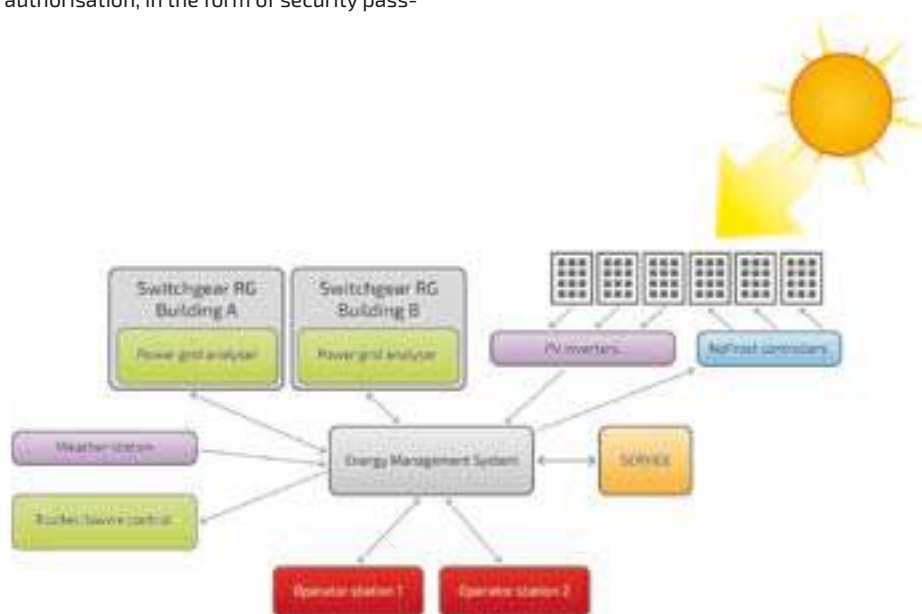 authorisation, in the form of security pass-
Switchgear RG
Building A
Power grid analyser
Switchgear RG
Building B
Power grid analyser
PV inverters
NoFrost controllers
Weather station
Energy Management System
SERVICE
control
Operator station 1
Operator station 2